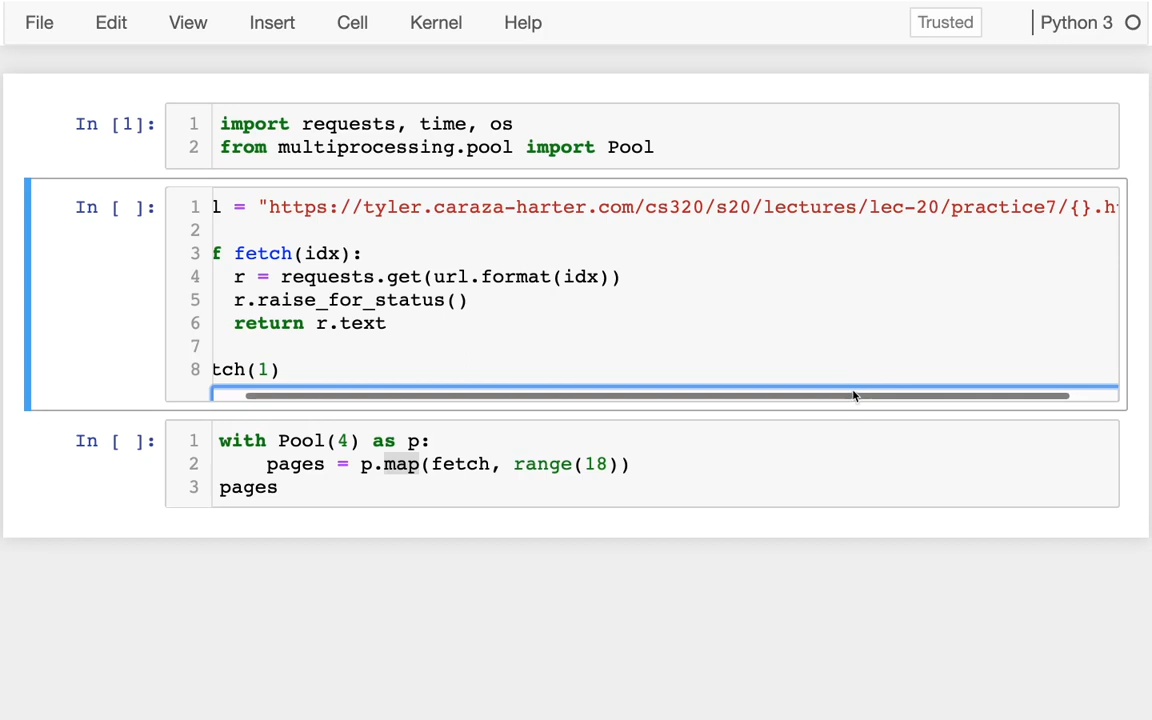 File Edit View Insert Cell Kernel Help Trusted Python 3
In [1]:
1 import requests, time, os
2 from multiprocessing.pool import Pool
In [ ]:
1 l = "https://tyler.caraza-harter.com/cs320/s20/lectures/lec-20/practice7/{}.h
2
3 f fetch(idx):
4 r = requests.get(url.format(idx))
5 r.raise_for_status()
6 return r.text
7
8 tch(1)
In [ ]:
1 with Pool(4) as p:
2 pages = p.map(fetch, range(18))
3 pages